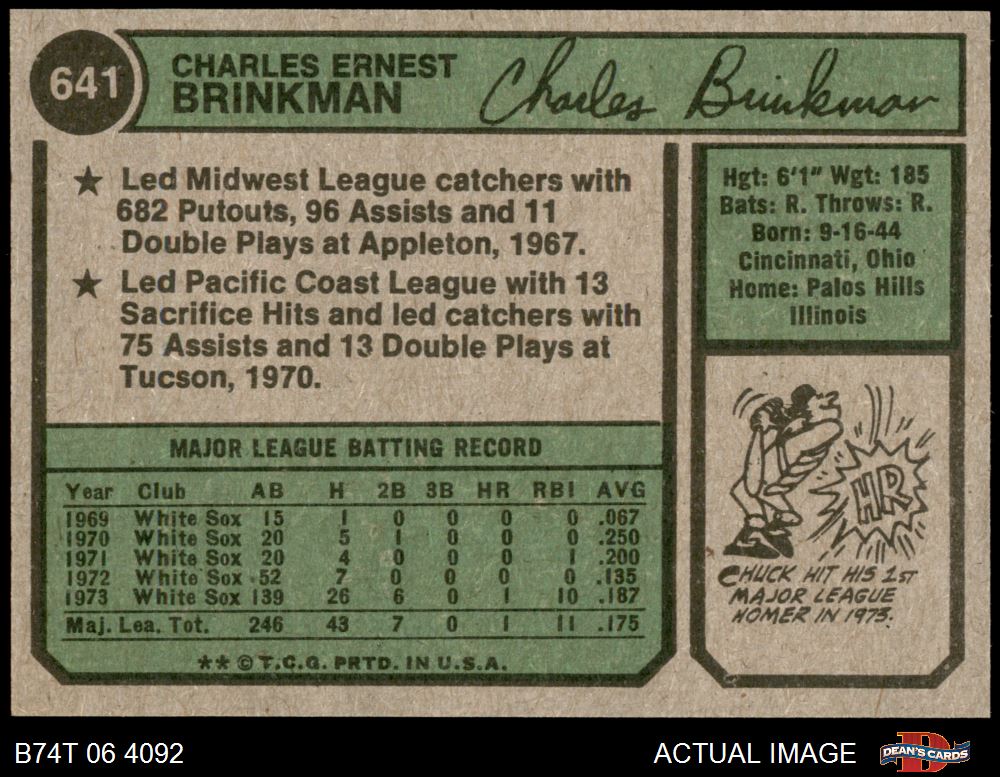 641
CHARLES ERNEST
BRINKMAN
Charles Brinkman
★ Led Midwest League catchers with
682 Putouts, 96 Assists and 11
Double Plays at Appleton, 1967.
★ Led Pacific Coast League with 13
Sacrifice Hits and led catchers with
75 Assists and 13 Double Plays at
Tucson, 1970.
Hgt: 6'1" Wgt: 185
Bats: R. Throws: R.
Born: 9-16-44
Cincinnati, Ohio
Home: Palos Hills
Illinois
MAJOR LEAGUE BATTING RECORD
Year Club AB H 2B 3B HR RBI AVG
1969 White Sox 15 1 0 0 0 0 .067
1970 White Sox 20 5 1 0 0 0 .250
1971 White Sox 20 4 0 0 0 1 .200
1972 White Sox 52 7 0 0 0 0 .135
1973 White Sox 139 26 6 0 1 10 .187
Maj. Lea. Tot. 246 43 7 0 1 11 .175
** © T.C.G. PRTD. IN U.S.A.
HR
CHUCK HIT HIS 1ST
MAJOR LEAGUE
HOMER IN 1973.
B74T 06 4092
ACTUAL IMAGE
DEAN'S CARDS